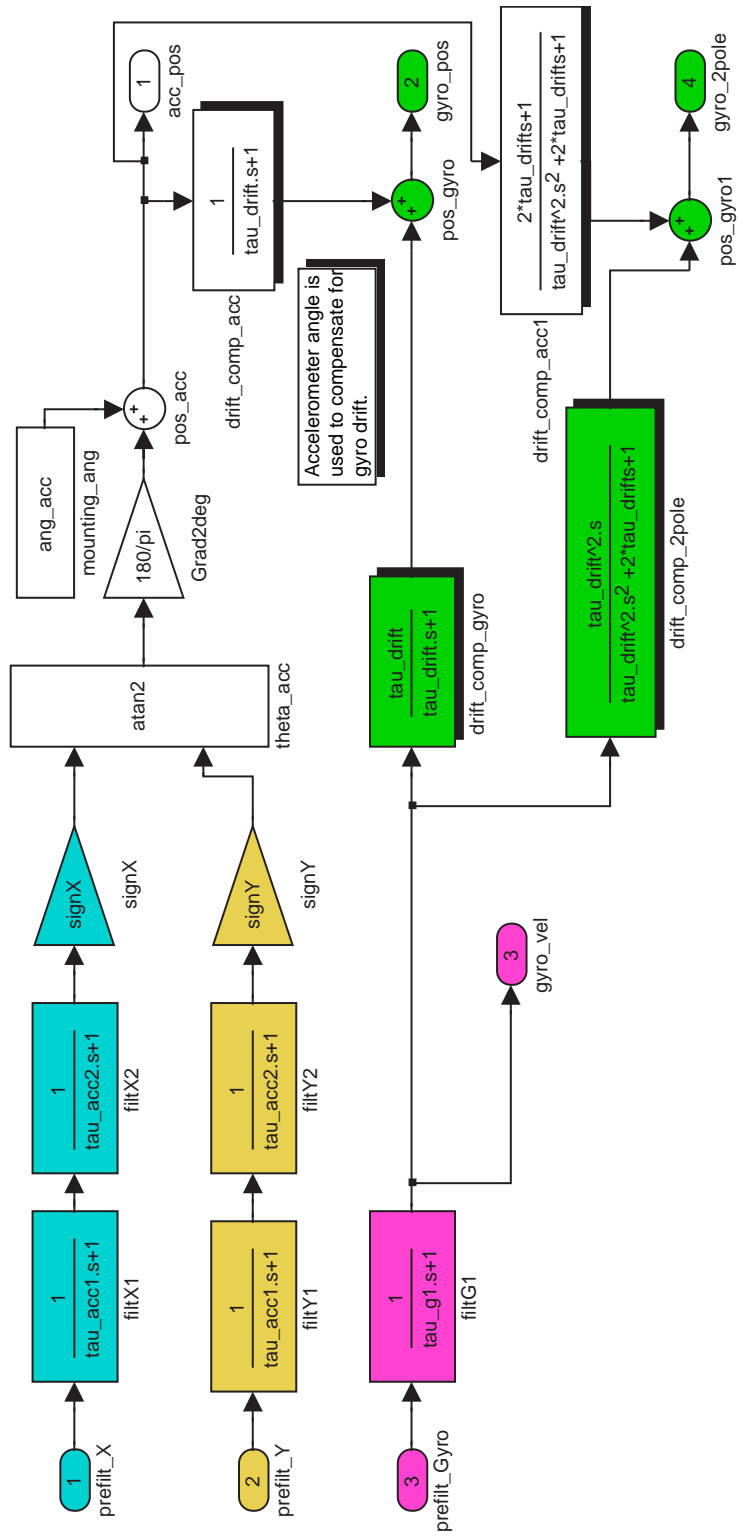 1
prefilt_X
1
tau_acc1.s+1
filtX1
1
tau_acc2.s+1
filtX2
signX
signX
2
prefilt_Y
1
tau_acc1.s+1
filtY1
1
tau_acc2.s+1
filtY2
signY
signY
atan2
theta_acc
ang_acc
mounting_ang
180/pi
Grad2deg
+
+
pos_acc
1
acc_pos
1
tau_drift.s+1
drift_comp_acc
Accelerometer angle is
used to compensate for
gyro drift.
3
prefilt_Gyro
1
tau_g1.s+1
filtG1
3
gyro_vel
tau_drift
tau_drift.s+1
drift_comp_gyro
+
+
pos_gyro
2
gyro_pos
2*tau_drifts+1
tau_drift^2.s² +2*tau_drifts+1
drift_comp_acc1
tau_drift^2.s
tau_drift^2.s² +2*tau_drifts+1
drift_comp_2pole
+
+
pos_gyro1
4
gyro_2pole